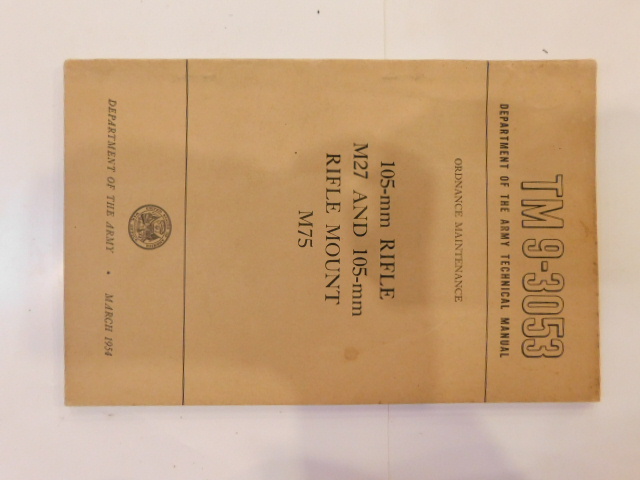 TM 9-3053
DEPARTMENT OF THE ARMY TECHNICAL MANUAL
ORDNANCE MAINTENANCE
105-mm RIFLE
M27 AND 105-mm
RIFLE MOUNT
M75
DEPARTMENT OF THE ARMY • MARCH 1954